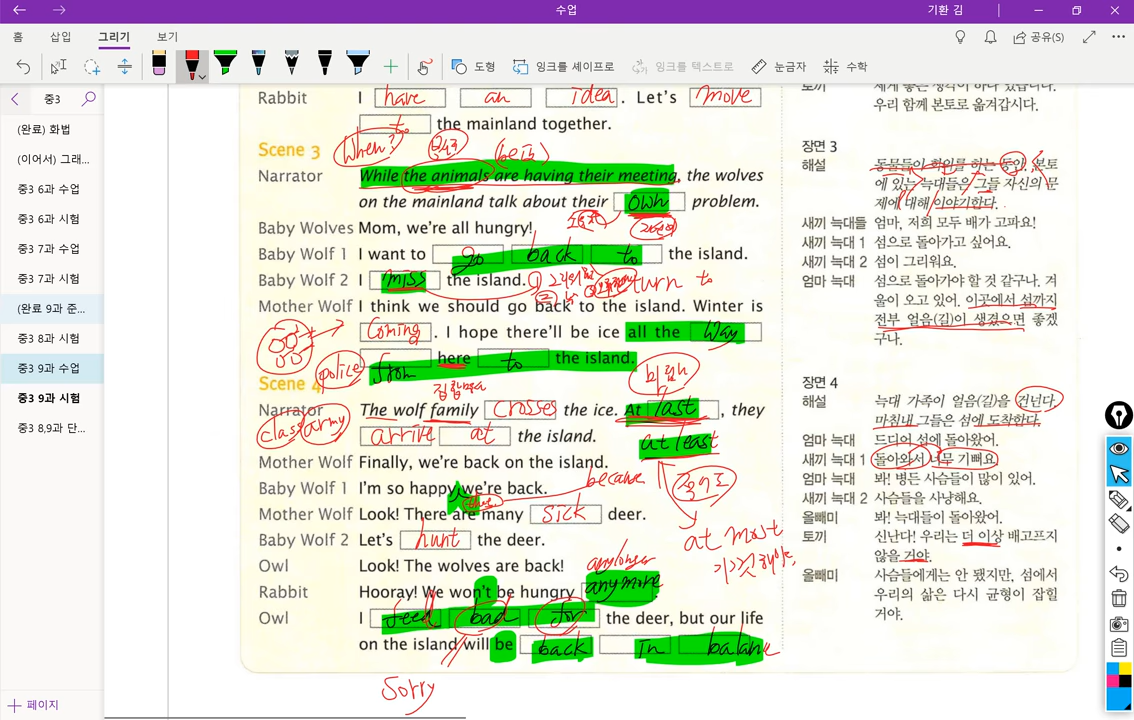 수업
기환 김
홈 삽입 그리기 보기
공유(S)
도형 잉크를 셰이프로 잉크를 텍스트로 눈금자 수학
중3
(완료) 화법
(이어서) 그래...
중3 6과 수업
중3 6과 시험
중3 7과 수업
중3 7과 시험
(완료 9과 준...
중3 8과 시험
중3 9과 수업
중3 9과 시험
중3 8,9과 단...
페이지
Rabbit I have an idea. Let's move
to the mainland together.
When?
Scene 3
Narrator While the animals are having their meeting, the wolves
on the mainland talk about their own problem.
Baby Wolves Mom, we're all hungry!
Baby Wolf 1 I want to go back to the island.
Baby Wolf 2 I miss the island.
return to
Mother Wolf I think we should go back to the island. Winter is
coming. I hope there'll be ice all the way
from here to the island.
police
Scene 4
집합명사
Narrator The wolf family crosses the ice. At last, they
class army
arrive at the island.
at least
Mother Wolf Finally, we're back on the island.
because
Baby Wolf 1 I'm so happy we're back.
that
Mother Wolf Look! There are many sick deer.
at most
Baby Wolf 2 Let's hunt the deer.
Owl Look! The wolves are back!
any longer
Rabbit Hooray! We won't be hungry anymore.
Owl I feel bad for the deer, but our life
on the island will be back in balance
sorry
토끼
우리 함께 본토로 옮겨갑시다.
장면 3
해설 동물들이 회의를 하는 동안, 본토
에 있는 늑대들은 그들 자신의 문
제에 대해 이야기한다.
새끼 늑대들 엄마, 저희 모두 배가 고파요!
새끼 늑대 1 섬으로 돌아가고 싶어요.
새끼 늑대 2 섬이 그리워요.
엄마 늑대 섬으로 돌아가야 할 것 같구나. 겨
울이 오고 있어. 이곳에서 섬까지
전부 얼음(길)이 생겼으면 좋겠
구나.
장면 4
해설 늑대 가족이 얼음(길)을 건넌다.
마침내 그들은 섬에 도착한다.
엄마 늑대 드디어 섬에 돌아왔어.
새끼 늑대 1 돌아와서 너무 기뻐요.
엄마 늑대 봐! 병든 사슴들이 많이 있어.
새끼 늑대 2 사슴들을 사냥해요.
올빼미 봐! 늑대들이 돌아왔어.
토끼 신난다! 우리는 더 이상 배고프지
않을 거야.
올빼미 사슴들에게는 안 됐지만, 섬에서
우리의 삶은 다시 균형이 잡힐
거야.